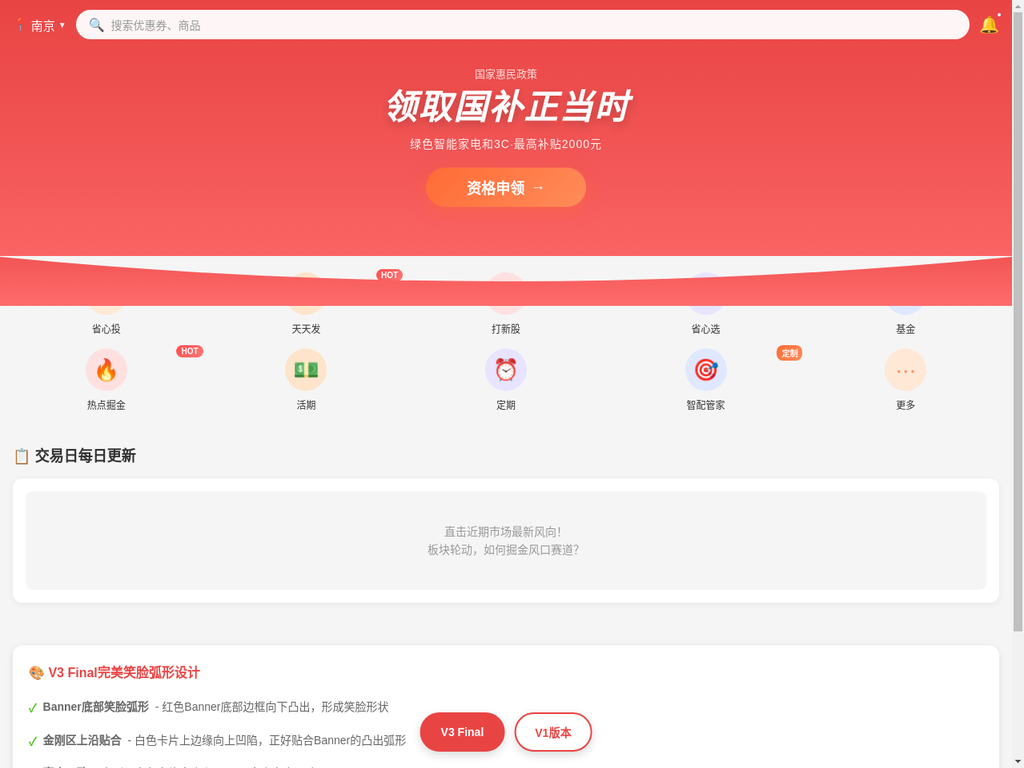 南京 ▼
搜索优惠券、商品
国家惠民政策
领取国补正当时
绿色智能家电和3C·最高补贴2000元
资格申领 →
HOT
省心投
天天发
打新股
省心选
基金
HOT
定制
热点掘金
活期
定期
智配管家
更多
交易日每日更新
直击近期市场最新风向!
板块轮动，如何掘金风口赛道?
V3 Final完美笑脸弧形设计
✓ Banner底部笑脸弧形 - 红色Banner底部边框向下凸出，形成笑脸形状
✓ 金刚区上沿贴合 - 白色卡片上边缘向上凹陷，正好贴合Banner的凸出弧形
V3 Final
V1版本